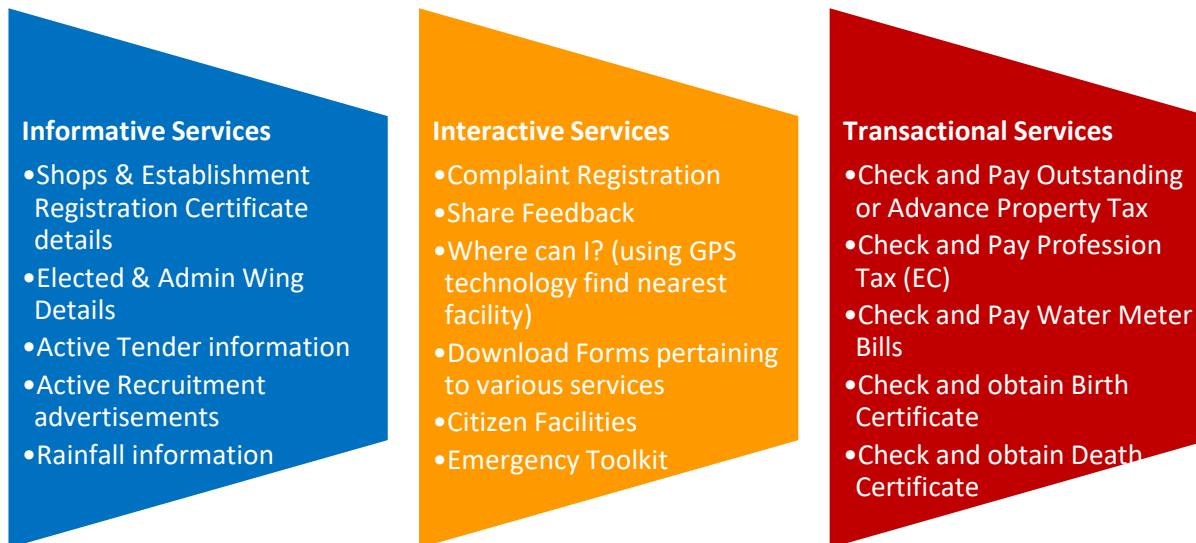 Informative Services
•Shops & Establishment
Registration Certificate
details
•Elected & Admin Wing
Details
•Active Tender information
•Active Recruitment
advertisements
•Rainfall information
Interactive Services
•Complaint Registration
•Share Feedback
•Where can I? (using GPS
technology find nearest
facility)
•Download Forms pertaining
to various services
•Citizen Facilities
•Emergency Toolkit
Transactional Services
•Check and Pay Outstanding
or Advance Property Tax
•Check and Pay Profession
Tax (EC)
•Check and Pay Water Meter
Bills
•Check and obtain Birth
Certificate
•Check and obtain Death
Certificate